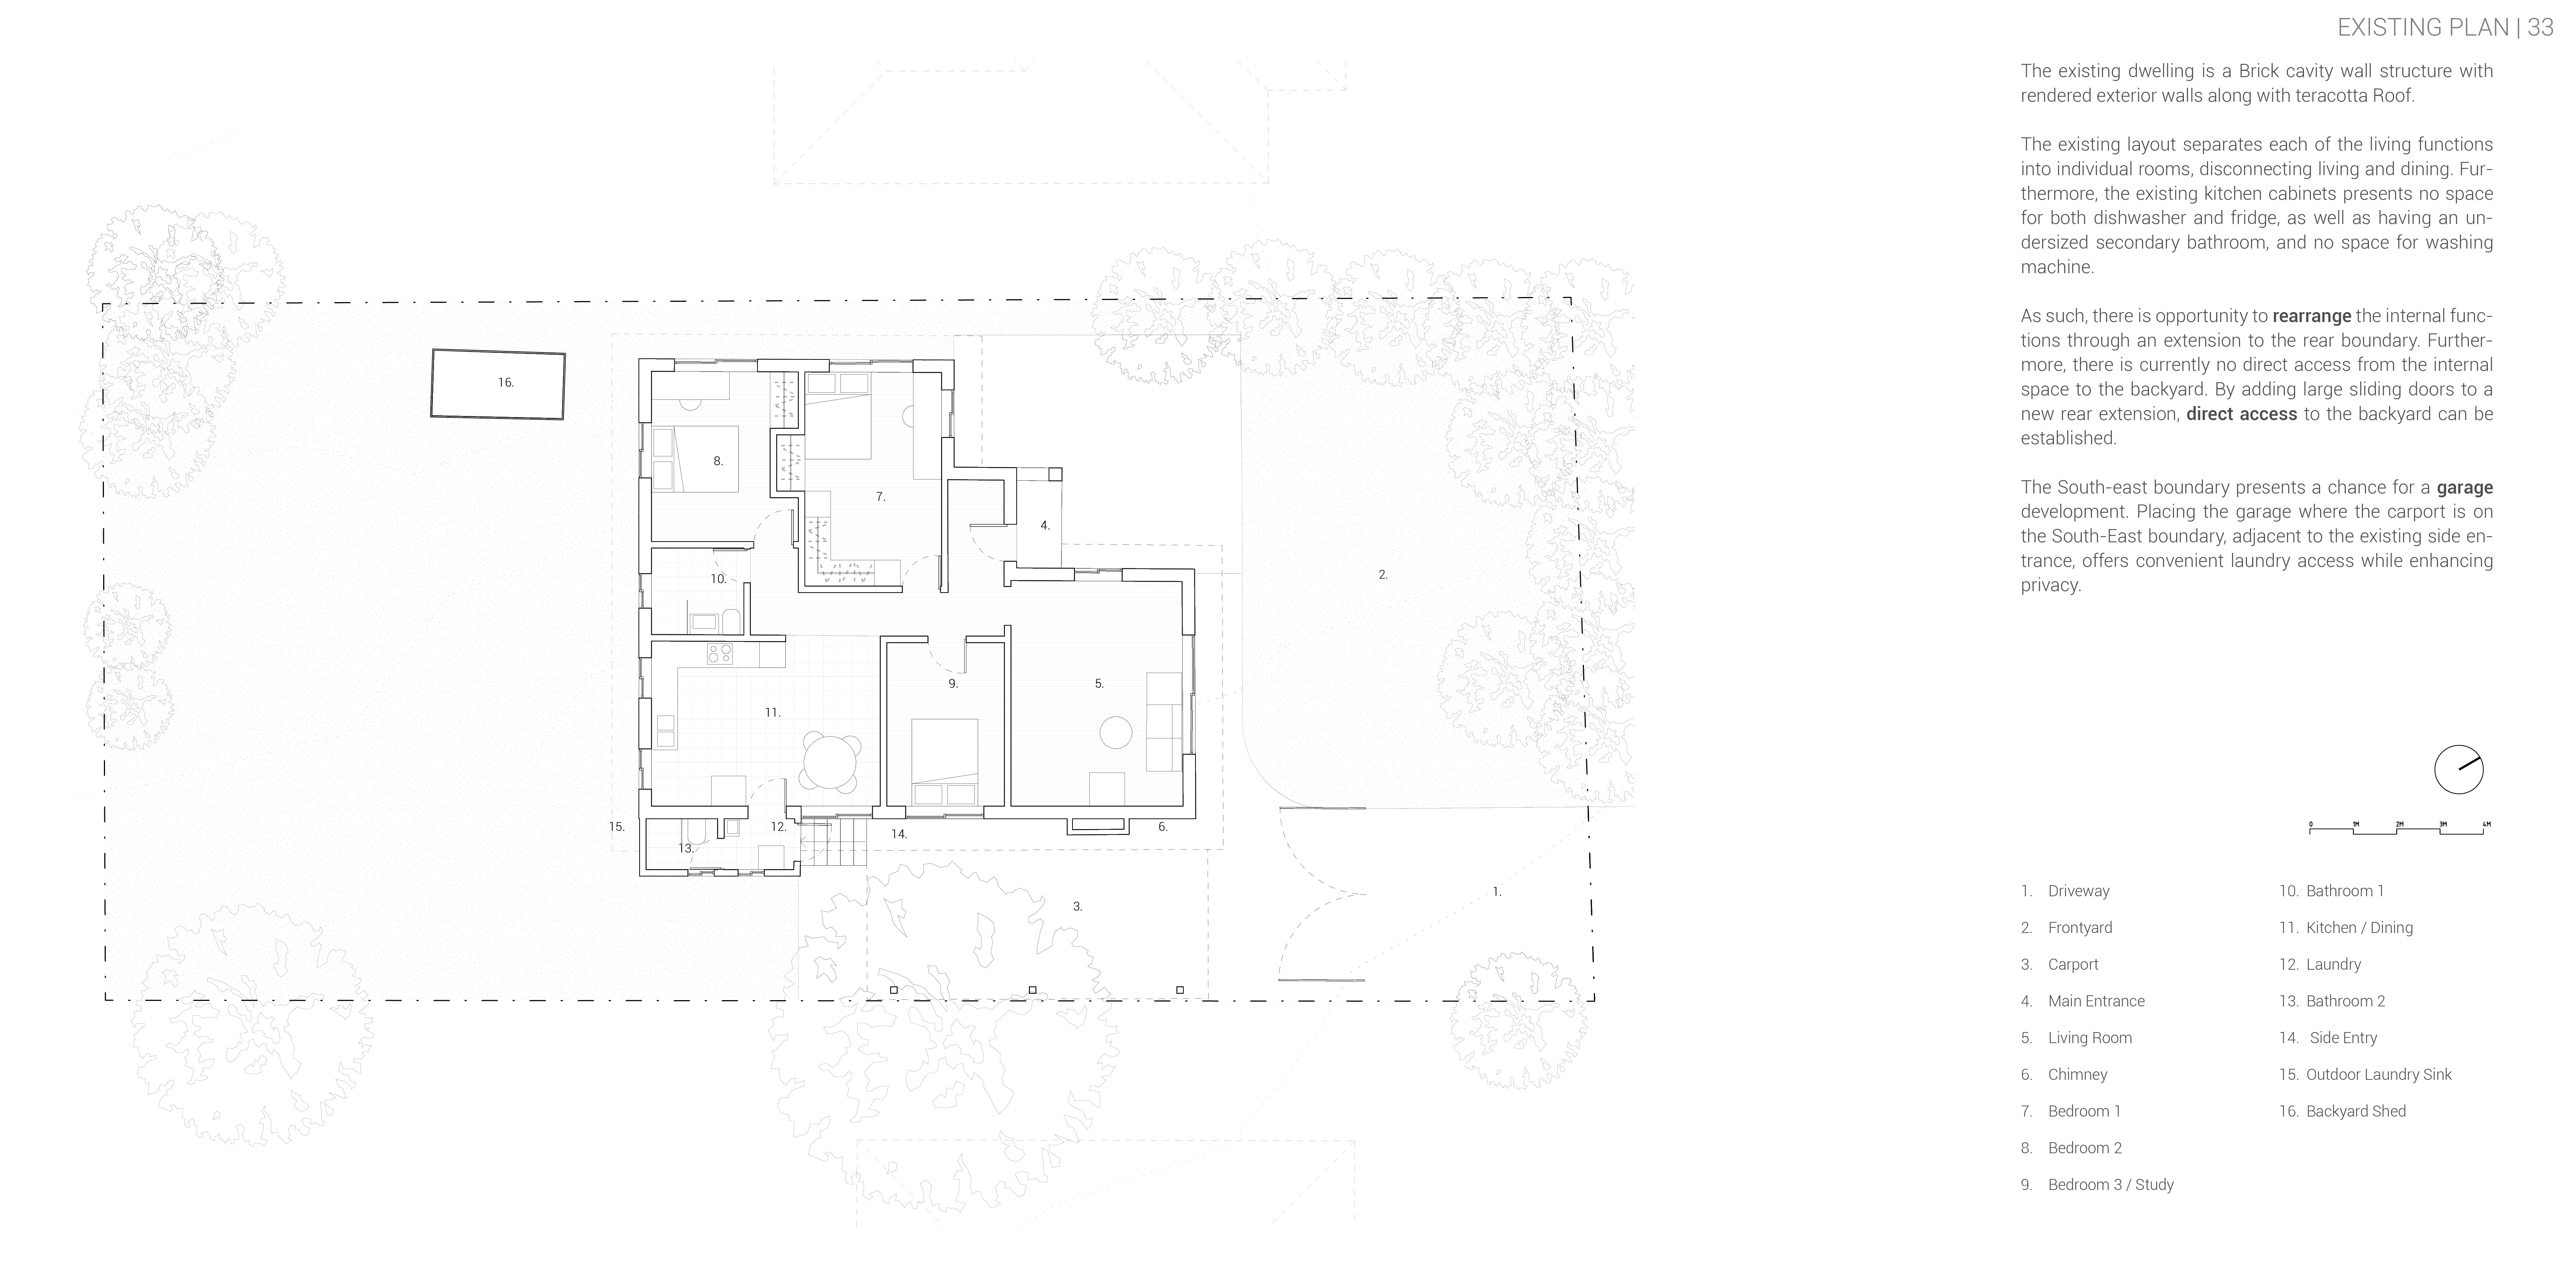 EXISTING PLAN | 33
The existing dwelling is a Brick cavity wall structure with
rendered exterior walls along with teracotta Roof.
The existing layout separates each of the living functions
into individual rooms, disconnecting living and dining. Fur-
thermore, the existing kitchen cabinets presents no space
for both dishwasher and fridge, as well as having an un-
dersized secondary bathroom, and no space for washing
machine.
As such, there is opportunity to rearrange the internal func-
tions through an extension to the rear boundary. Further-
more, there is currently no direct access from the internal
space to the backyard. By adding large sliding doors to a
new rear extension, direct access to the backyard can be
established.
The South-east boundary presents a chance for a garage
development. Placing the garage where the carport is on
the South-East boundary, adjacent to the existing side en-
trance, offers convenient laundry access while enhancing
privacy.
16.
8.
7.
4.
10.
2.
9.
5.
11.
15.
12.
14.
6.
13.
1.
3.
0 1M 2M 3M 4M
1. Driveway
2. Frontyard
3. Carport
4. Main Entrance
5. Living Room
6. Chimney
7. Bedroom 1
8. Bedroom 2
9. Bedroom 3 / Study
10. Bathroom 1
11. Kitchen / Dining
12. Laundry
13. Bathroom 2
14. Side Entry
15. Outdoor Laundry Sink
16. Backyard Shed